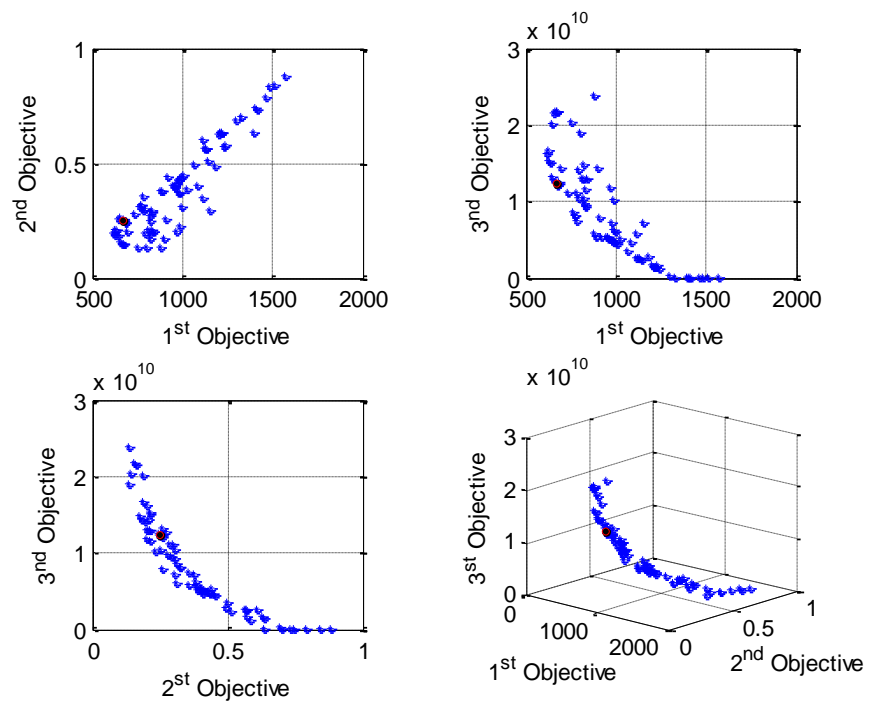 1
0.5
0
500 1000 1500 2000
2nd Objective
1st Objective
x 10^10
3
2
1
0
500 1000 1500 2000
3nd Objective
1st Objective
x 10^10
3
2
1
0
0 0.5 1
3nd Objective
2st Objective
x 10^10
3
2
1
0
0
1000
2000
0
0.5
1
3st Objective
1st Objective
2nd Objective